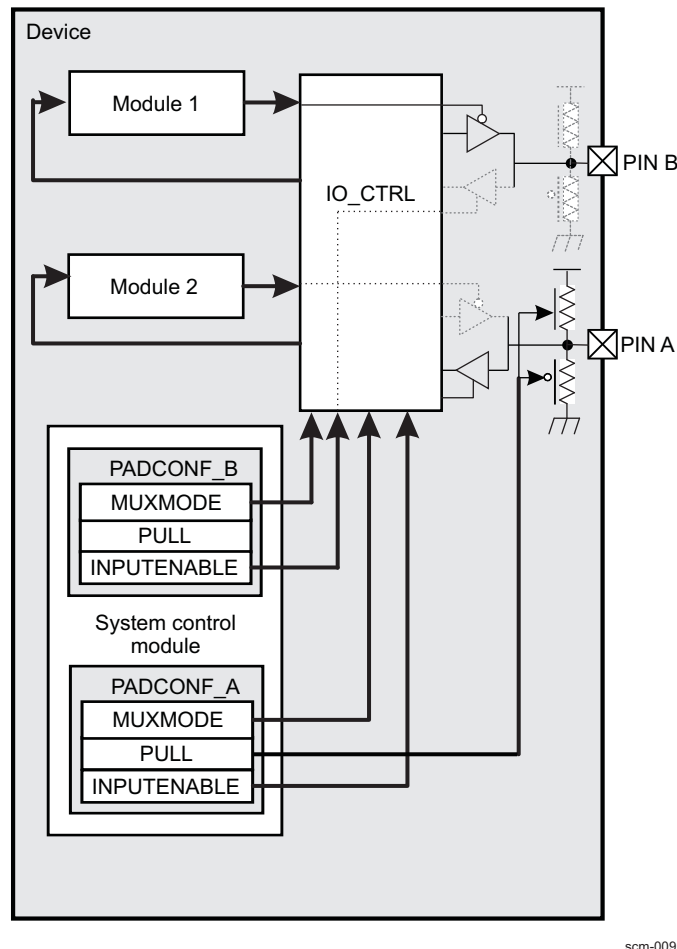 Device
Module 1
IO_CTRL
PIN B
Module 2
PIN A
PADCONF_B
MUXMODE
PULL
INPUTENABLE
System control
module
PADCONF_A
MUXMODE
PULL
INPUTENABLE
scm-009